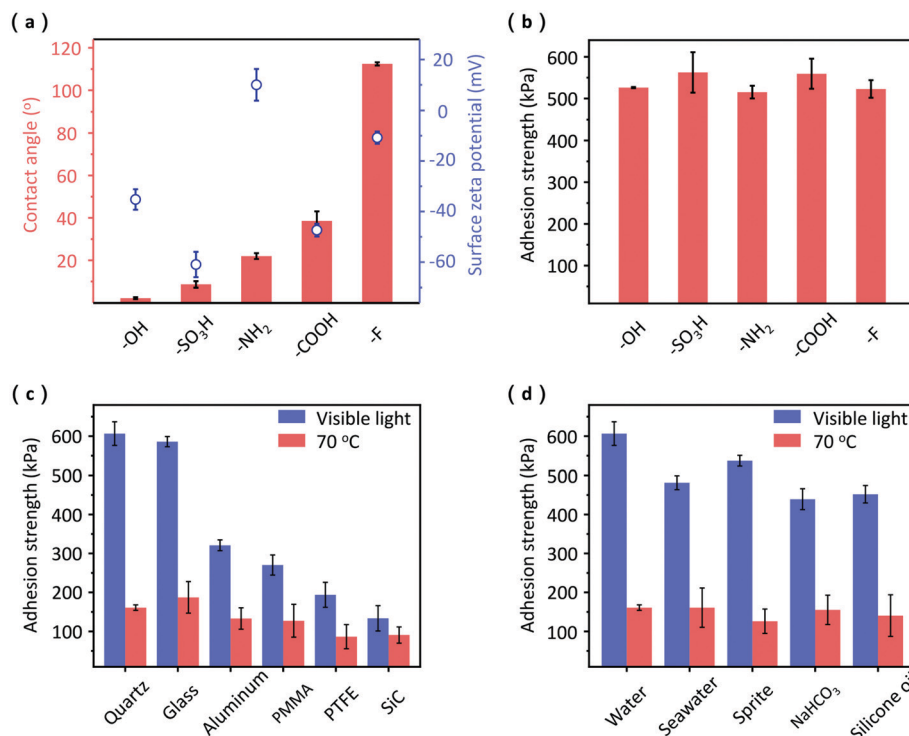 ( a )
120
100
80
60
40
20
Contact angle (°)
20
0
-20
-40
-60
Surface zeta potential (mV)
-OH
-SO₃H
-NH₂
-COOH
-F
( b )
600
500
400
300
200
100
Adhesion strength (kPa)
-OH
-SO₃H
-NH₂
-COOH
-F
( c )
Visible light
70 °C
600
500
400
300
200
100
Adhesion strength (kPa)
Quartz
Glass
Aluminum
PMMA
PTFE
SiC
( d )
Visible light
70 °C
600
500
400
300
200
100
Adhesion strength (kPa)
Water
Seawater
Sprite
NaHCO₃
Silicone oil